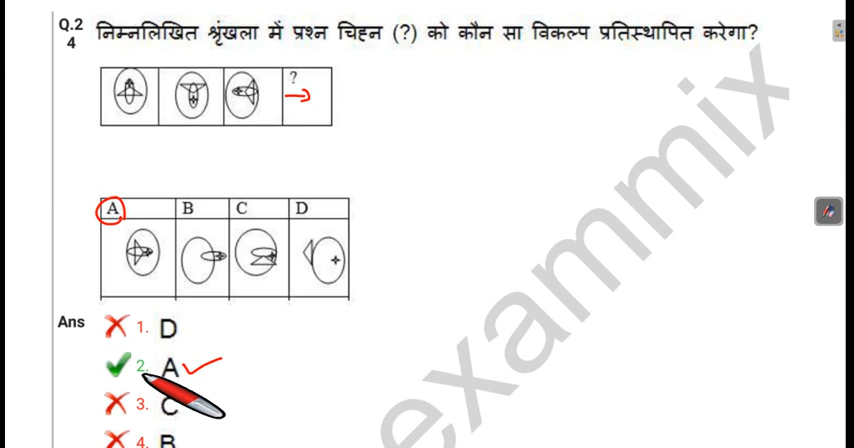 Q.2
4
निम्नलिखित श्रृंखला में प्रश्न चिह्न (?) को कौन सा विकल्प प्रतिस्थापित करेगा?
?
A B C D
Ans
1. D
2. A
3. C
4. B
exammix